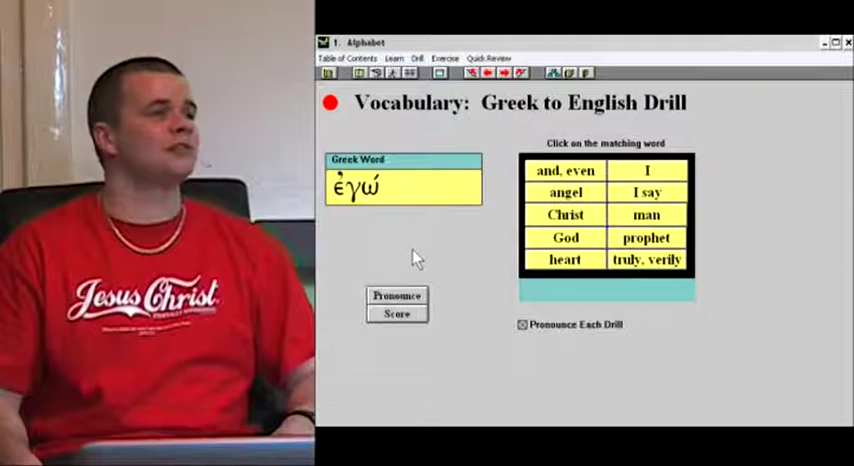 Jesus Christ
1. Alphabet
Table of Contents Learn Drill Exercise Quick Review
Vocabulary: Greek to English Drill
Click on the matching word
Greek Word
ἐγώ
and, even I
angel I say
Christ man
God prophet
heart truly, verily
Pronounce
Score
Pronounce Each Drill